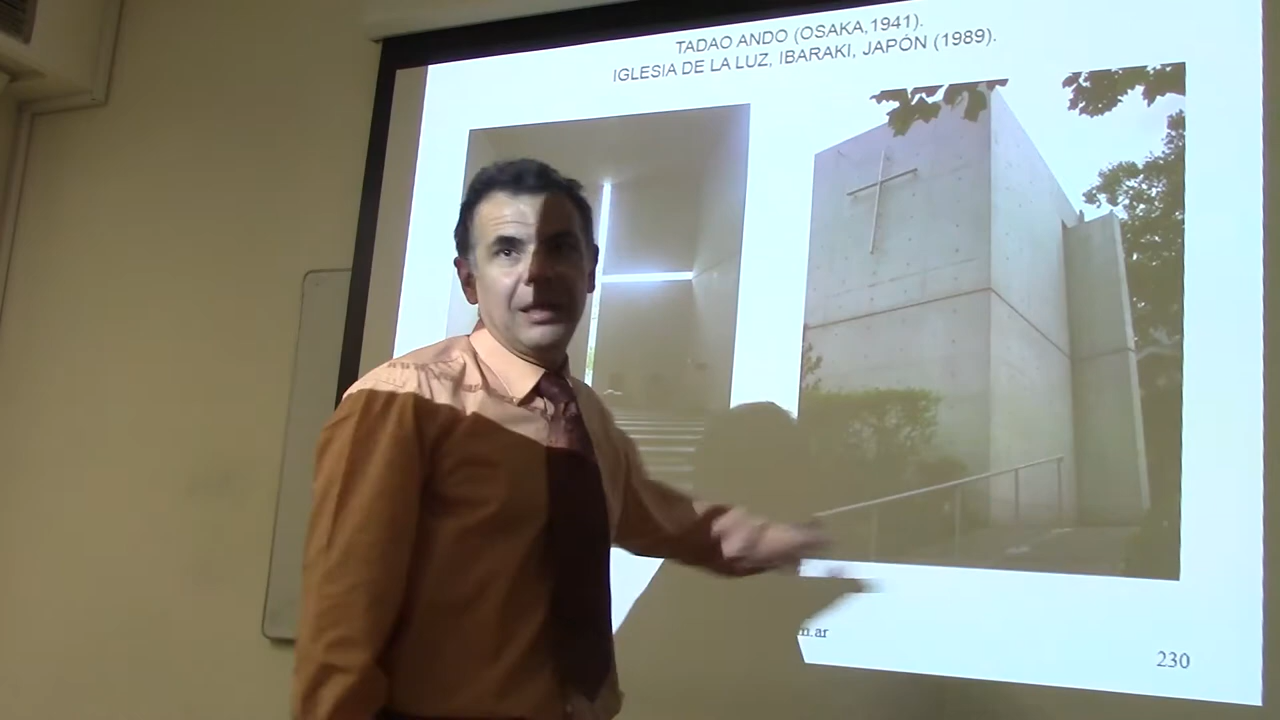 TADAO ANDO (OSAKA,1941).
IGLESIA DE LA LUZ, IBARAKI, JAPÓN (1989).
.ar
230